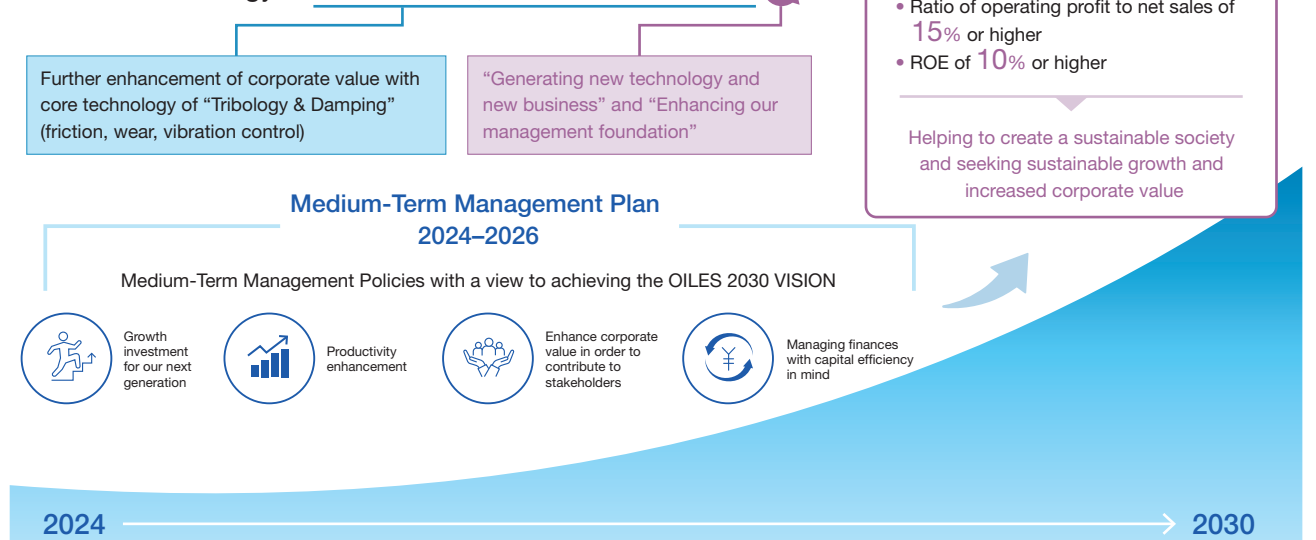 • Ratio of operating profit to net sales of
15% or higher
• ROE of 10% or higher
Helping to create a sustainable society
and seeking sustainable growth and
increased corporate value
Further enhancement of corporate value with
core technology of “Tribology & Damping”
(friction, wear, vibration control)
“Generating new technology and
new business” and “Enhancing our
management foundation”
Medium-Term Management Plan
2024–2026
Medium-Term Management Policies with a view to achieving the OILES 2030 VISION
Growth
investment
for our next
generation
Productivity
enhancement
Enhance corporate
value in order to
contribute to
stakeholders
¥
Managing finances
with capital efficiency
in mind
2024
2030